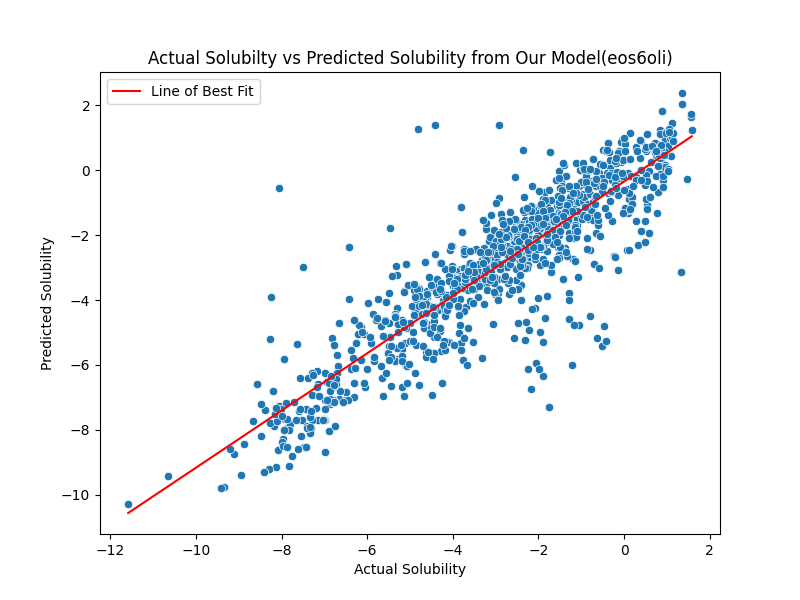 Actual Solubilty vs Predicted Solubility from Our Model(eos6oli)
Line of Best Fit
2
0
−2
−4
−6
−8
−10
Predicted Solubility
−12 −10 −8 −6 −4 −2 0 2
Actual Solubility